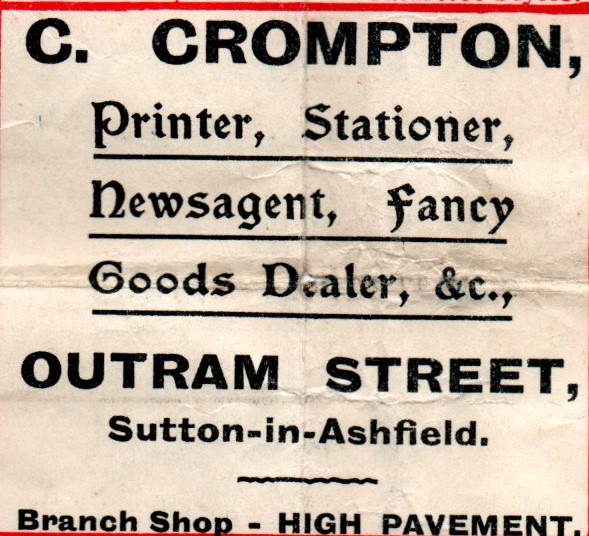 C. CROMPTON,
Printer, Stationer,
Newsagent, Fancy
Goods Dealer, &c.,
OUTRAM STREET,
Sutton-in-Ashfield.
Branch Shop - HIGH PAVEMENT.